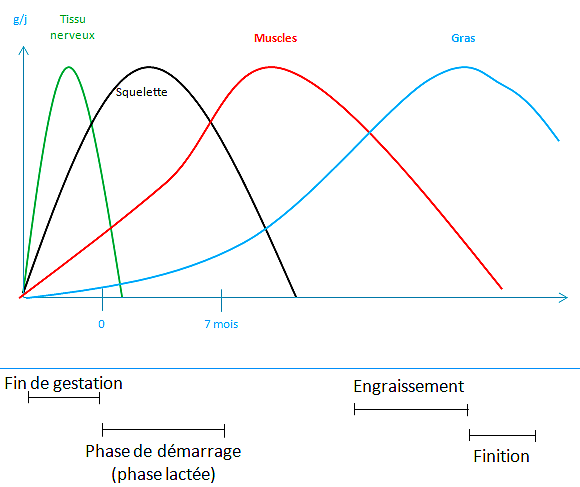 g/j
Tissu
nerveux
Muscles
Gras
Squelette
0
7 mois
Fin de gestation
Engraissement
Phase de démarrage
(phase lactée)
Finition